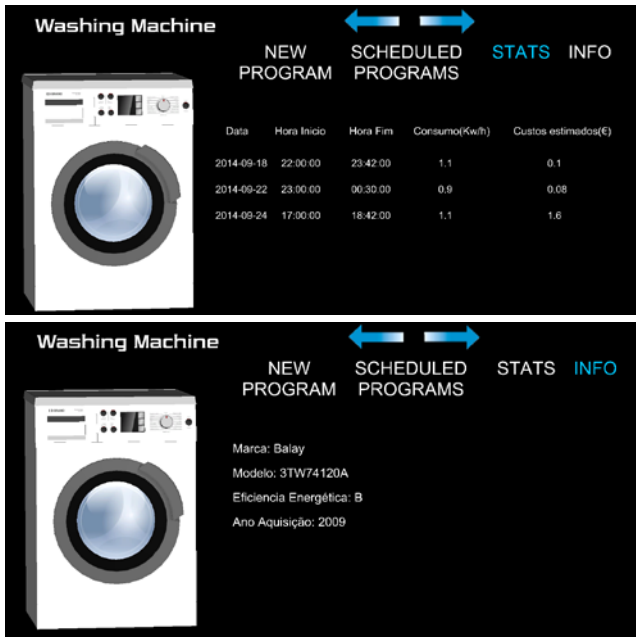 Washing Machine
NEW PROGRAM SCHEDULED PROGRAMS STATS INFO
Data Hora Inicio Hora Fim Consumo(Kw/h) Custos estimados(€)
2014-09-18 22:00:00 23:42:00 1.1 0.1
2014-09-22 23:00:00 00:30:00 0.9 0.08
2014-09-24 17:00:00 18:42:00 1.1 1.6
Washing Machine
NEW PROGRAM SCHEDULED PROGRAMS STATS INFO
Marca: Balay
Modelo: 3TW74120A
Eficiencia Energética: B
Ano Aquisição: 2009